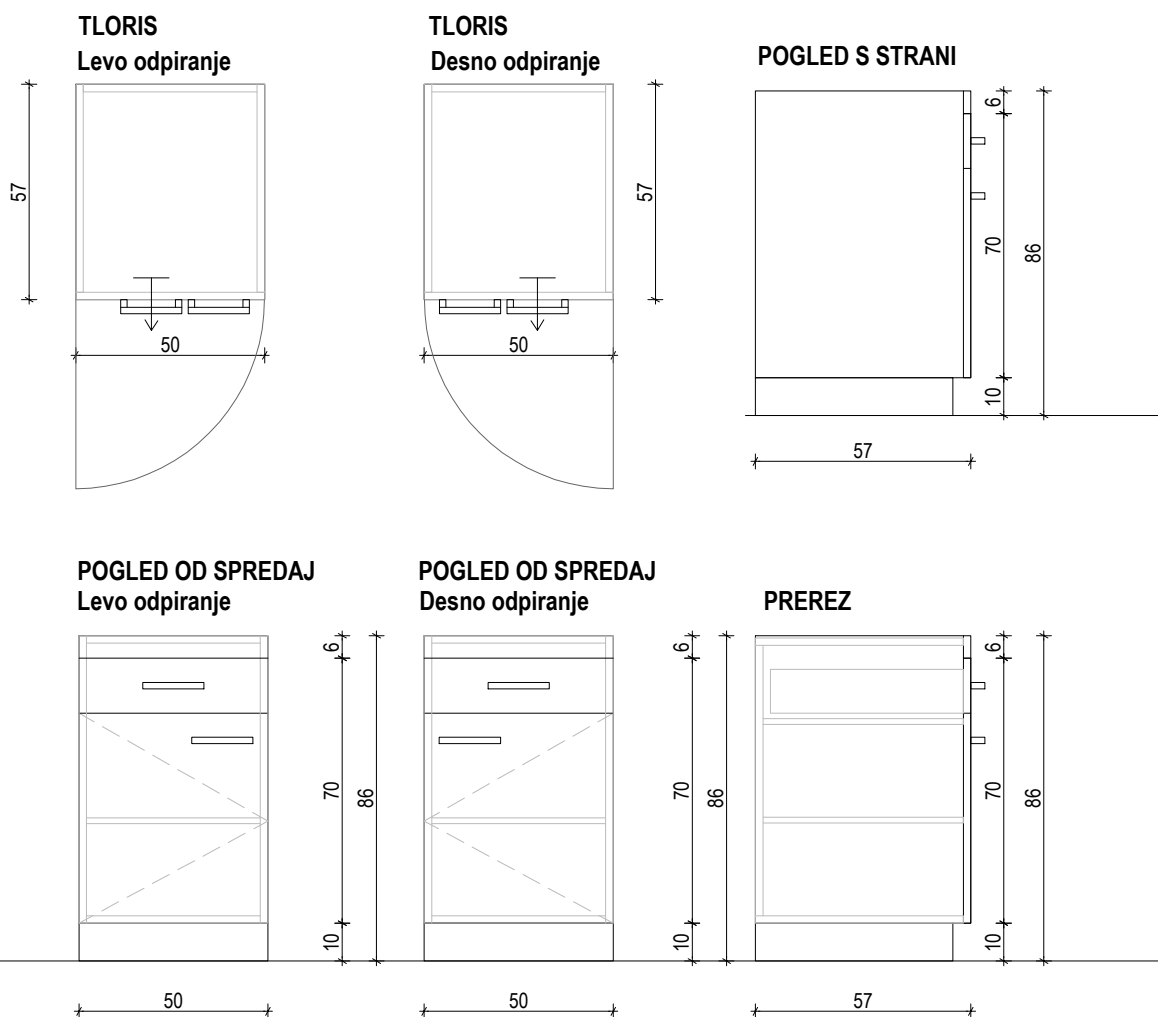 TLORIS
Levo odpiranje
57
50
TLORIS
Desno odpiranje
57
50
POGLED S STRANI
6
70
86
10
57
POGLED OD SPREDAJ
Levo odpiranje
6
70
86
10
50
POGLED OD SPREDAJ
Desno odpiranje
6
70
86
10
50
PREREZ
6
70
86
10
57